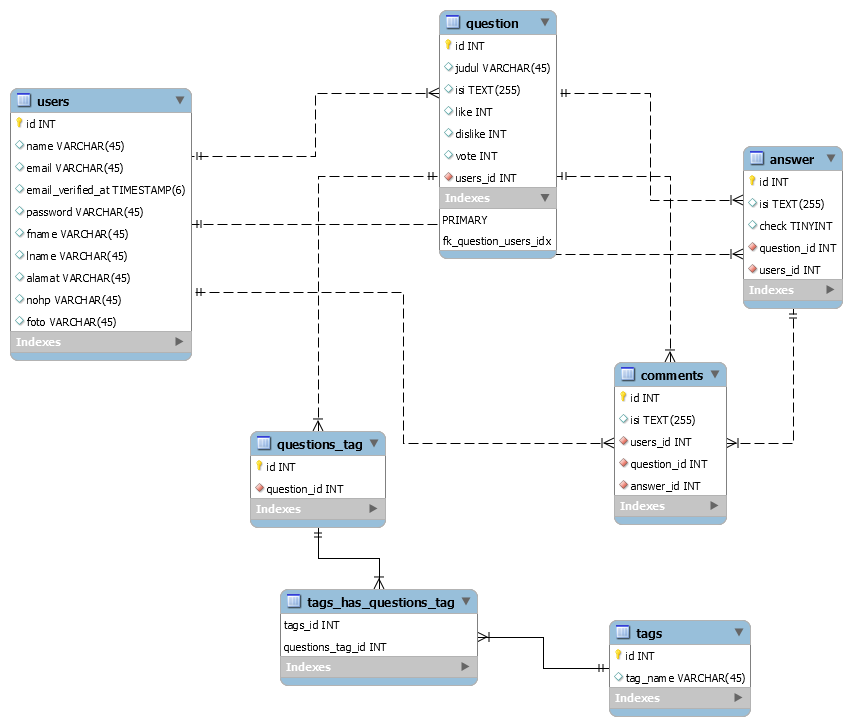 question
id INT
judul VARCHAR(45)
isi TEXT(255)
like INT
dislike INT
vote INT
users_id INT
Indexes
PRIMARY
fk_question_users_idx
users
id INT
name VARCHAR(45)
email VARCHAR(45)
email_verified_at TIMESTAMP(6)
password VARCHAR(45)
fname VARCHAR(45)
lname VARCHAR(45)
alamat VARCHAR(45)
nohp VARCHAR(45)
foto VARCHAR(45)
Indexes
answer
id INT
isi TEXT(255)
check TINYINT
question_id INT
users_id INT
Indexes
comments
id INT
isi TEXT(255)
users_id INT
question_id INT
answer_id INT
Indexes
questions_tag
id INT
question_id INT
Indexes
tags_has_questions_tag
tags_id INT
questions_tag_id INT
Indexes
tags
id INT
tag_name VARCHAR(45)
Indexes